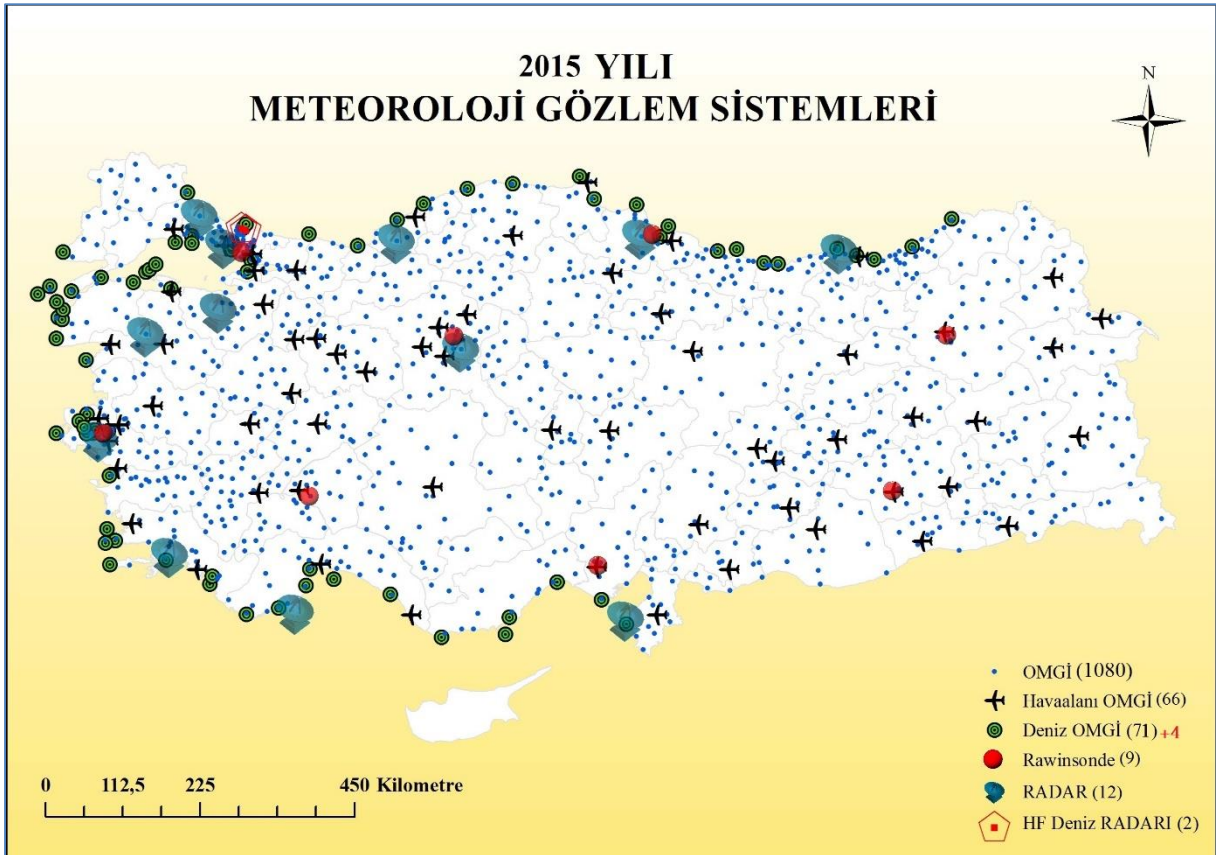 2015 YILI
METEOROLOJİ GÖZLEM SİSTEMLERİ
N
OMGİ (1080)
Havaalanı OMGİ (66)
Deniz OMGİ (71) +4
Rawinsonde (9)
RADAR (12)
HF Deniz RADARI (2)
0 112,5 225 450 Kilometre